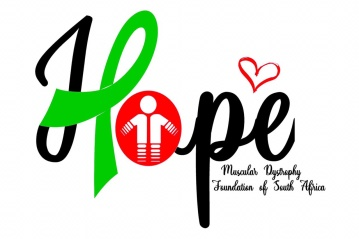 Hope
Muscular Dystrophy
Foundation of South Africa